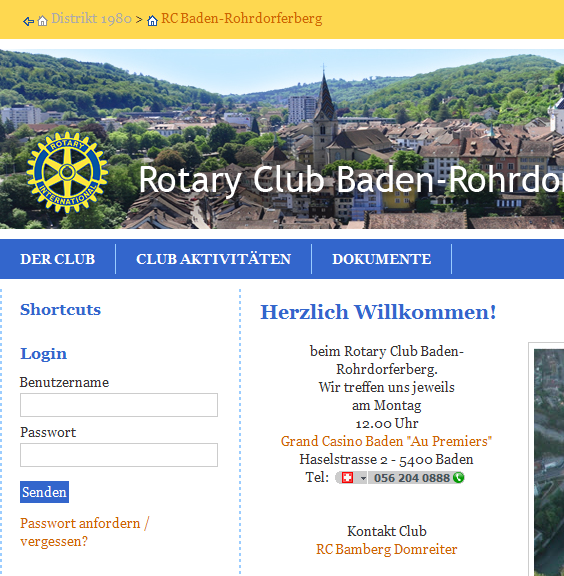 Distrikt 1980 > RC Baden-Rohrdorferberg
ROTARY
INTERNATIONAL
Rotary Club Baden-Rohrdor
DER CLUB
CLUB AKTIVITÄTEN
DOKUMENTE
Shortcuts
Login
Benutzername
Passwort
Senden
Passwort anfordern /
vergessen?
Herzlich Willkommen!
beim Rotary Club Baden-
Rohrdorferberg.
Wir treffen uns jeweils
am Montag
12.00 Uhr
Grand Casino Baden "Au Premiers"
Haselstrasse 2 - 5400 Baden
Tel: 056 204 0888
Kontakt Club
RC Bamberg Domreiter